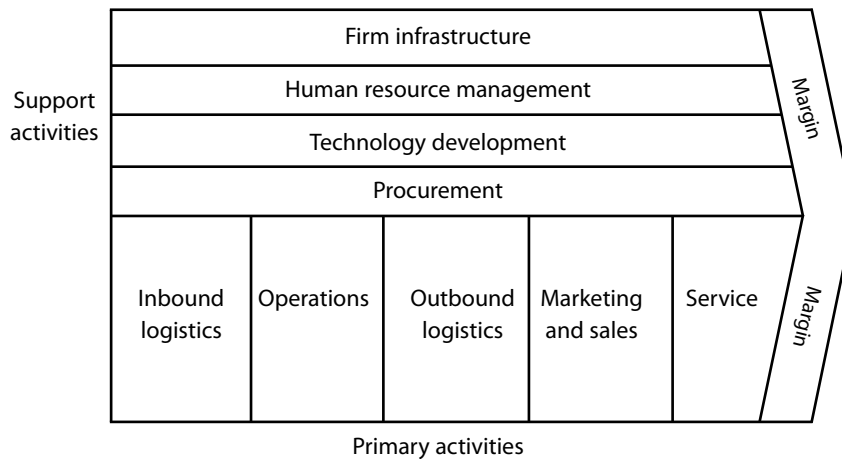 Firm infrastructure
Human resource management
Support
activities
Technology development
Procurement
Margin
Inbound
logistics
Operations
Outbound
logistics
Marketing
and sales
Service
Margin
Primary activities